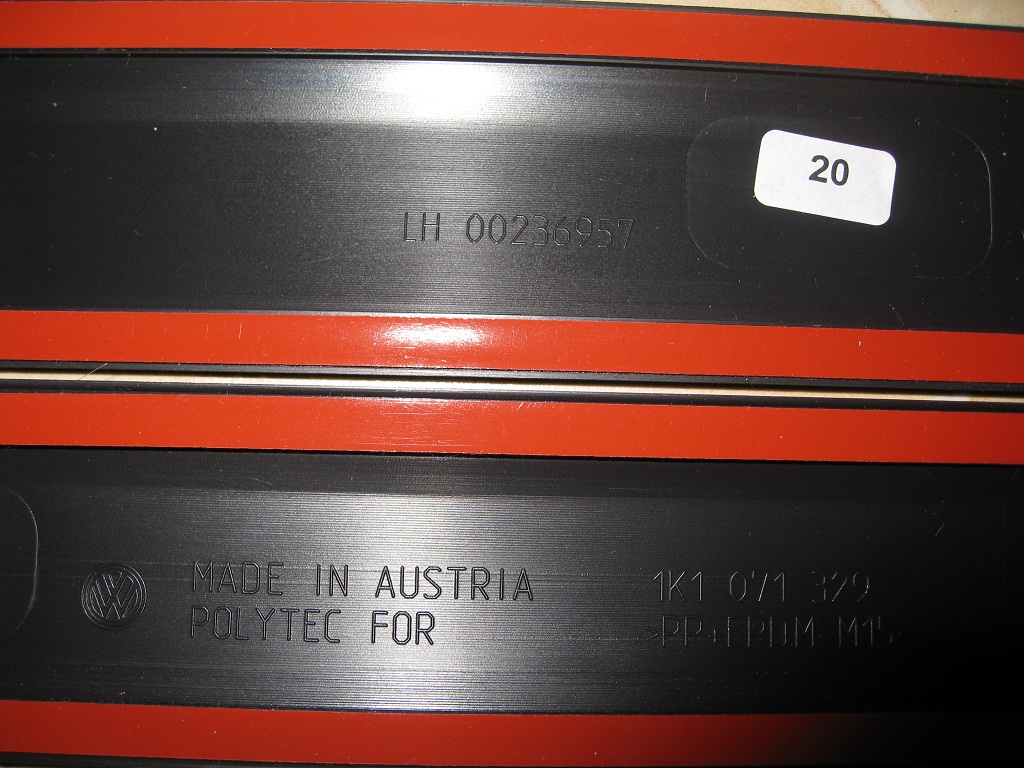 20
LH 00236957
MADE IN AUSTRIA
POLYTEC FOR
1K1 071 329
>PP+EPDM M15<